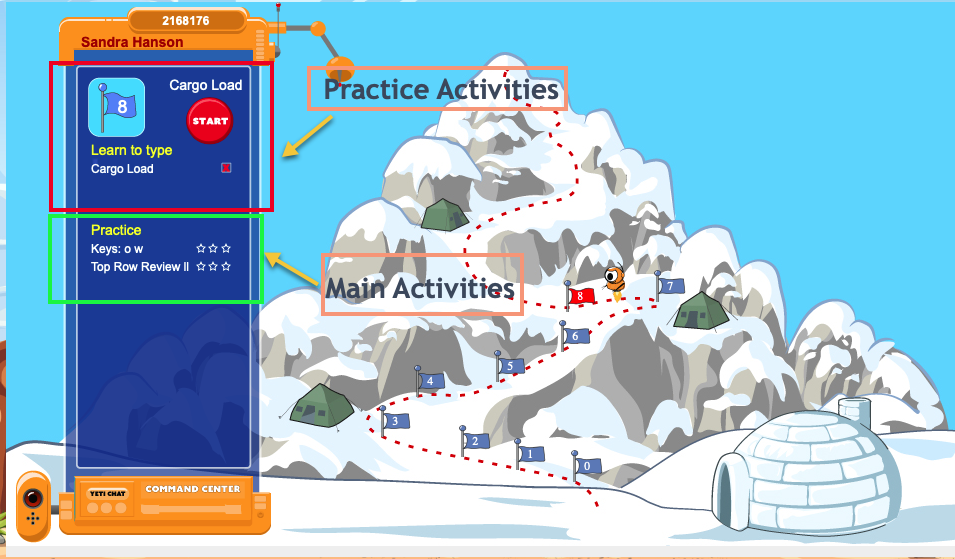 2168176
Sandra Hanson
8
Cargo Load
START
Learn to type
Cargo Load
Practice
Keys: o w
Top Row Review II
YETI CHAT
COMMAND CENTER
Practice Activities
Main Activities
8
7
6
5
4
3
2
1
0